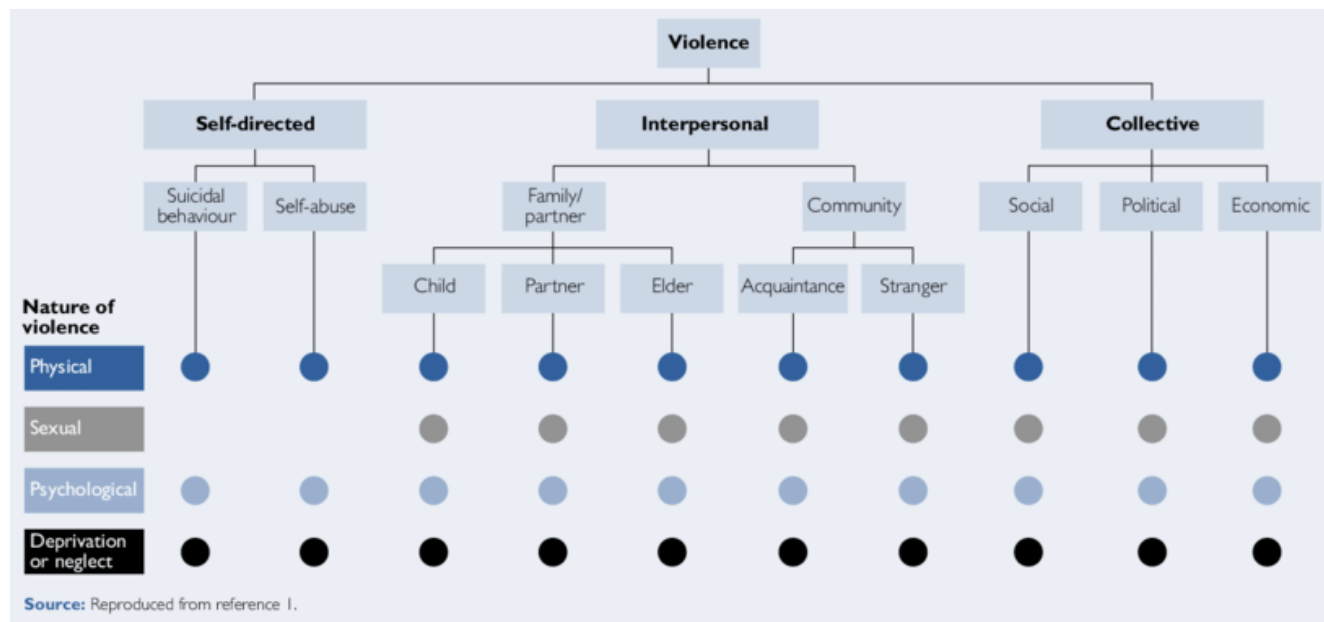 Violence
Self-directed
Interpersonal
Collective
Suicidal
behaviour
Self-abuse
Family/
partner
Community
Social
Political
Economic
Child
Partner
Elder
Acquaintance
Stranger
Nature of
violence
Physical
Sexual
Psychological
Deprivation
or neglect
Source: Reproduced from reference 1.